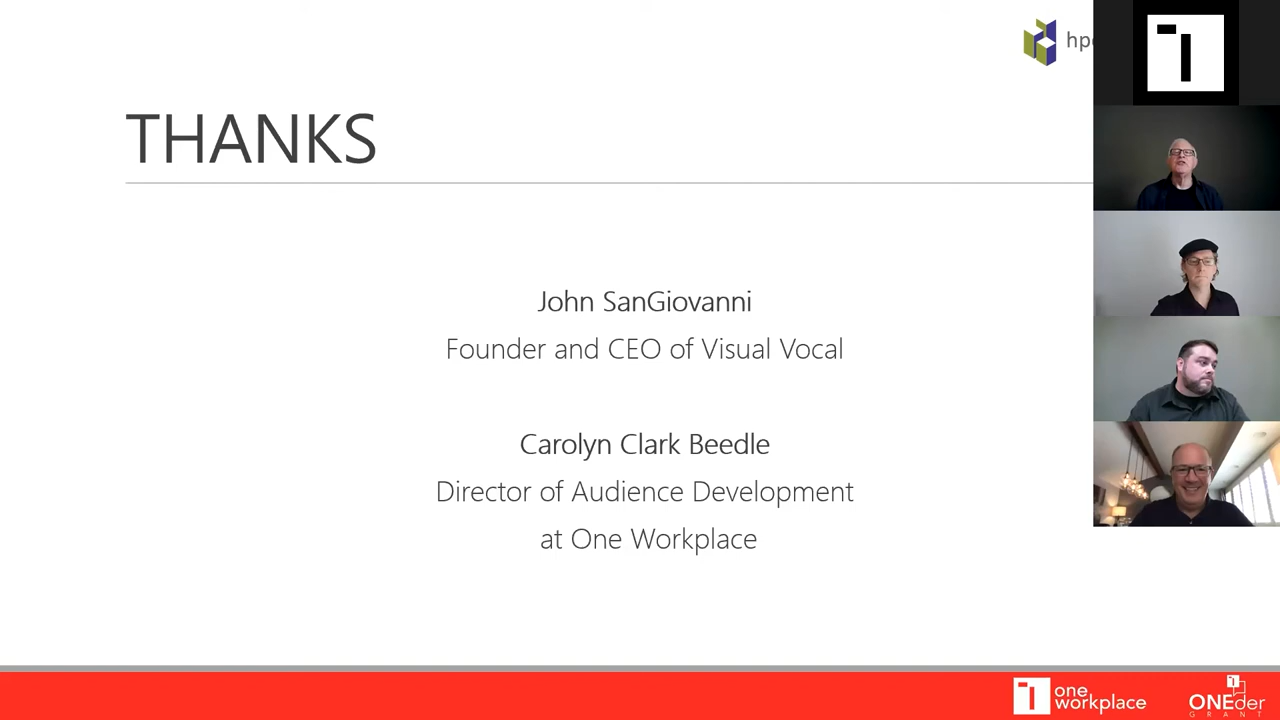 THANKS
John SanGiovanni
Founder and CEO of Visual Vocal
Carolyn Clark Beedle
Director of Audience Development
at One Workplace
one
workplace
ONEder
GRANT